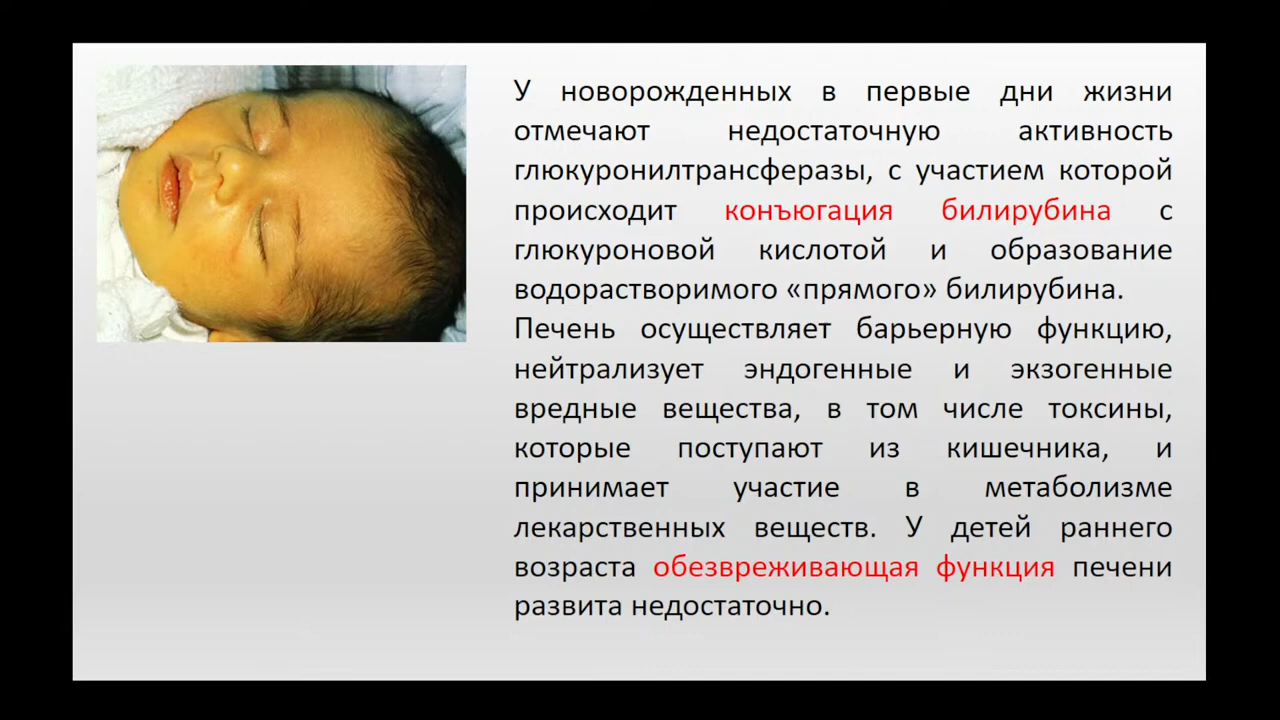 У новорожденных в первые дни жизни
отмечают недостаточную активность
глюкуронилтрансферазы, с участием которой
происходит конъюгация билирубина с
глюкуроновой кислотой и образование
водорастворимого «прямого» билирубина.
Печень осуществляет барьерную функцию,
нейтрализует эндогенные и экзогенные
вредные вещества, в том числе токсины,
которые поступают из кишечника, и
принимает участие в метаболизме
лекарственных веществ. У детей раннего
возраста обезвреживающая функция печени
развита недостаточно.